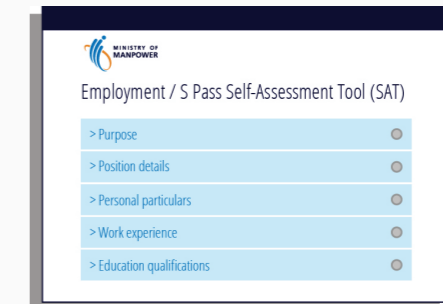 MINISTRY OF
MANPOWER
Employment / S Pass Self-Assessment Tool (SAT)
> Purpose
> Position details
> Personal particulars
> Work experience
> Education qualifications